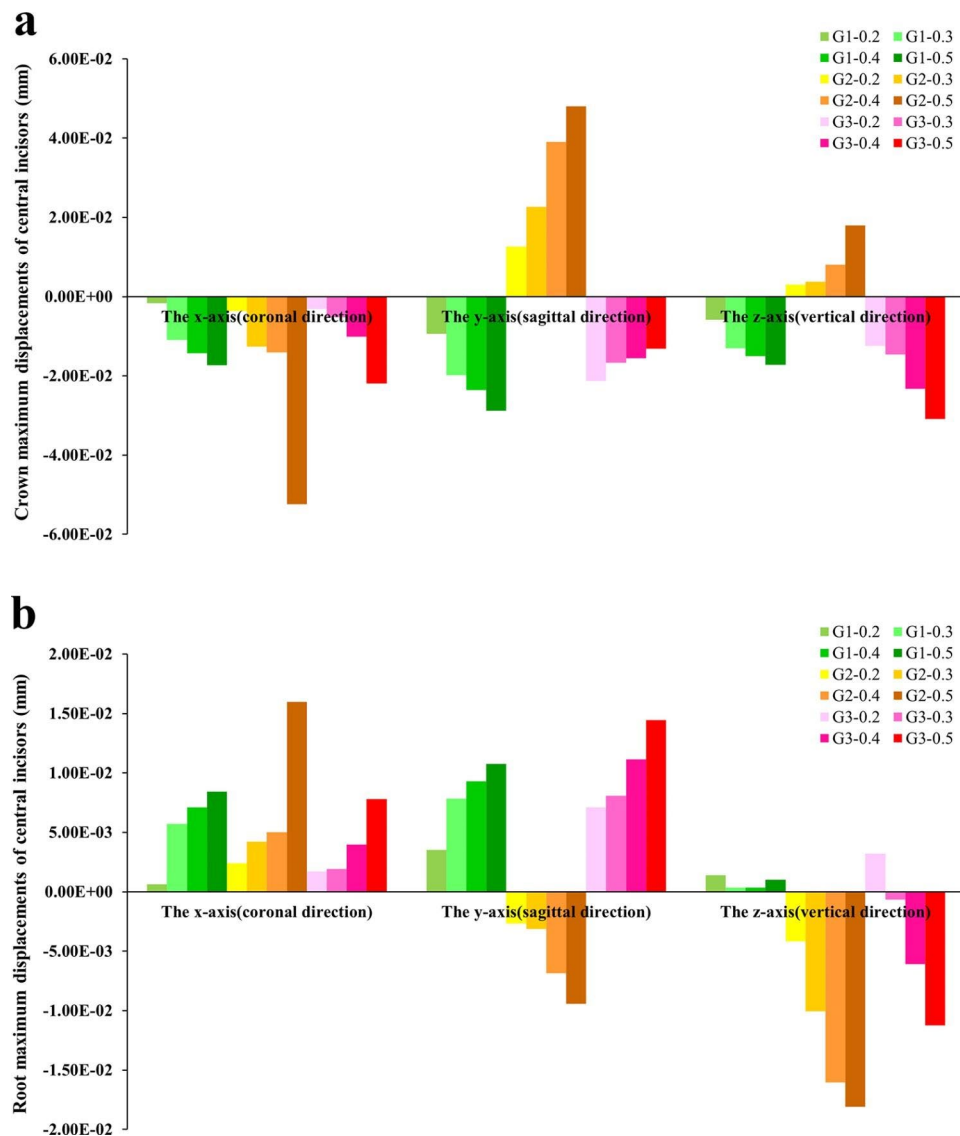 a
G1-0.2 G1-0.3
G1-0.4 G1-0.5
G2-0.2 G2-0.3
G2-0.4 G2-0.5
G3-0.2 G3-0.3
G3-0.4 G3-0.5
Crown maximum displacements of central incisors (mm)
6.00E-02
4.00E-02
2.00E-02
0.00E+00
-2.00E-02
-4.00E-02
-6.00E-02
The x-axis(coronal direction) The y-axis(sagittal direction) The z-axis(vertical direction)
b
G1-0.2 G1-0.3
G1-0.4 G1-0.5
G2-0.2 G2-0.3
G2-0.4 G2-0.5
G3-0.2 G3-0.3
G3-0.4 G3-0.5
Root maximum displacements of central incisors (mm)
2.00E-02
1.50E-02
1.00E-02
5.00E-03
0.00E+00
-5.00E-03
-1.00E-02
-1.50E-02
-2.00E-02
The x-axis(coronal direction) The y-axis(sagittal direction) The z-axis(vertical direction)